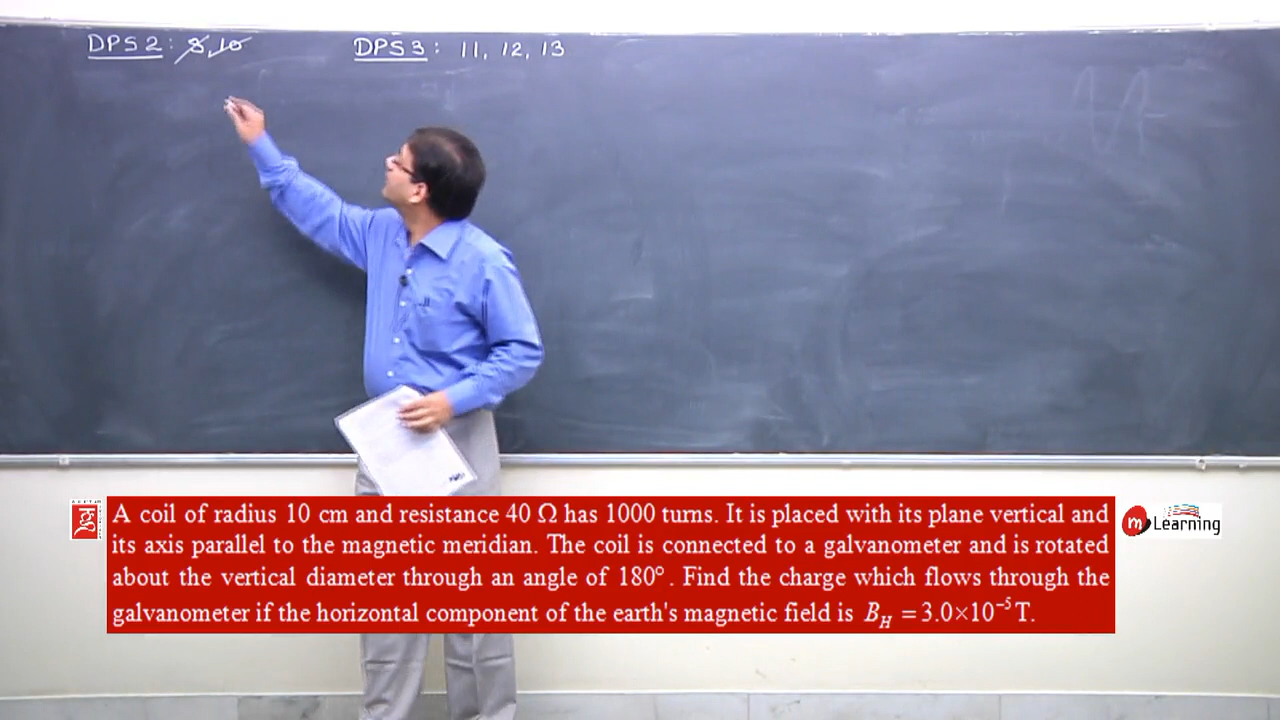 DPS2: 8,10 DPS3: 11, 12, 13
A coil of radius 10 cm and resistance 40 Ω has 1000 turns. It is placed with its plane vertical and
its axis parallel to the magnetic meridian. The coil is connected to a galvanometer and is rotated
about the vertical diameter through an angle of 180°. Find the charge which flows through the
galvanometer if the horizontal component of the earth's magnetic field is B_H = 3.0×10⁻⁵ T.
m Learning